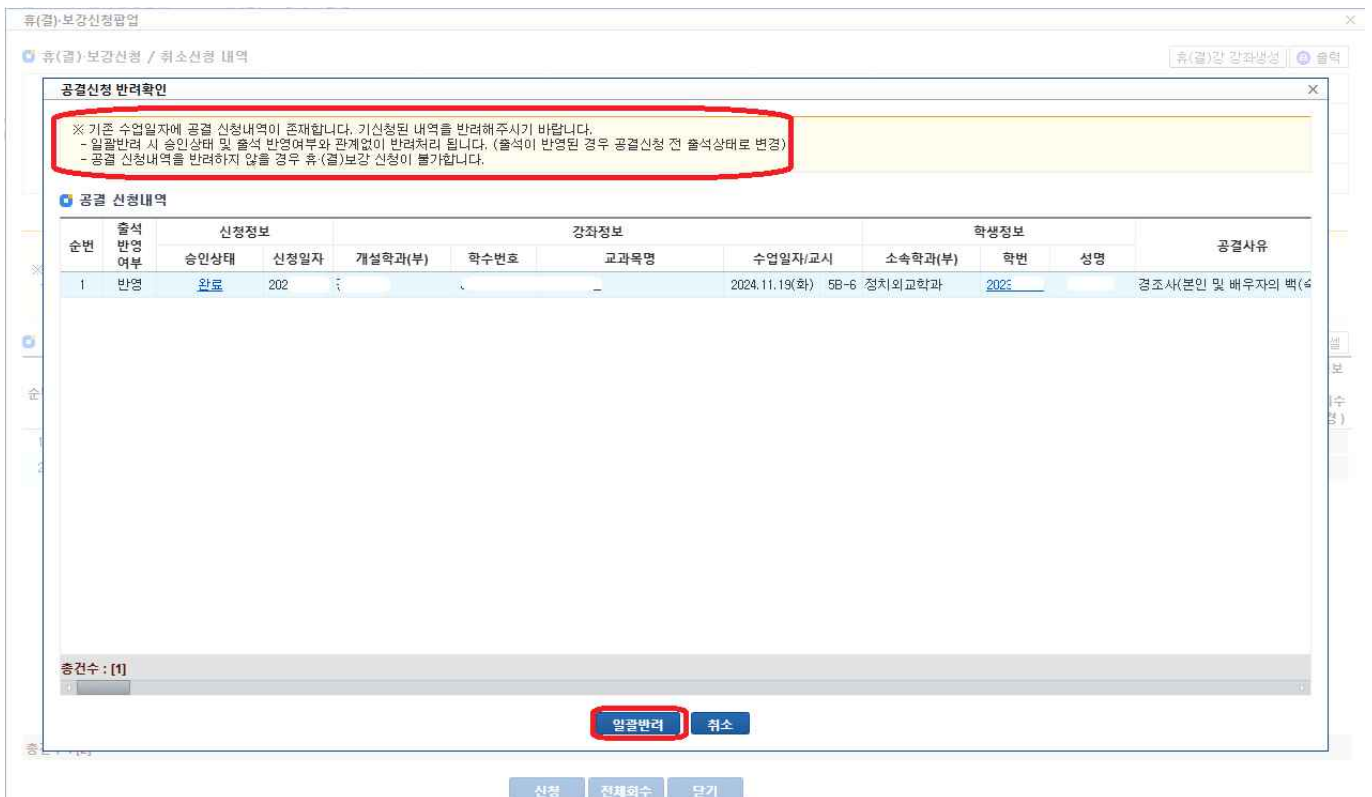 휴(결)·보강신청팝업
휴(결)·보강신청 / 취소신청 내역
휴(결)강 강좌생성 출력
공결신청 반려확인
※ 기존 수업일자에 공결 신청내역이 존재합니다. 기신청된 내역을 반려해주시기 바랍니다.
- 일괄반려 시 승인상태 및 출석 반영여부와 관계없이 반려처리 됩니다. (출석이 반영된 경우 공결신청 전 출석상태로 변경)
- 공결 신청내역을 반려하지 않을 경우 휴·(결)보강 신청이 불가합니다.
공결 신청내역
순번 출석 반영 여부 신청정보 강좌정보 학생정보 공결사유
승인상태 신청일자 개설학과(부) 학수번호 교과목명 수업일자/교시 소속학과(부) 학번 성명
1 반영 완료 202 2024.11.19(화) 5B-6 정치외교학과 202 경조사(본인 및 배우자의 백(
총건수 : [1]
일괄반려 취소
신청 전체회수 닫기